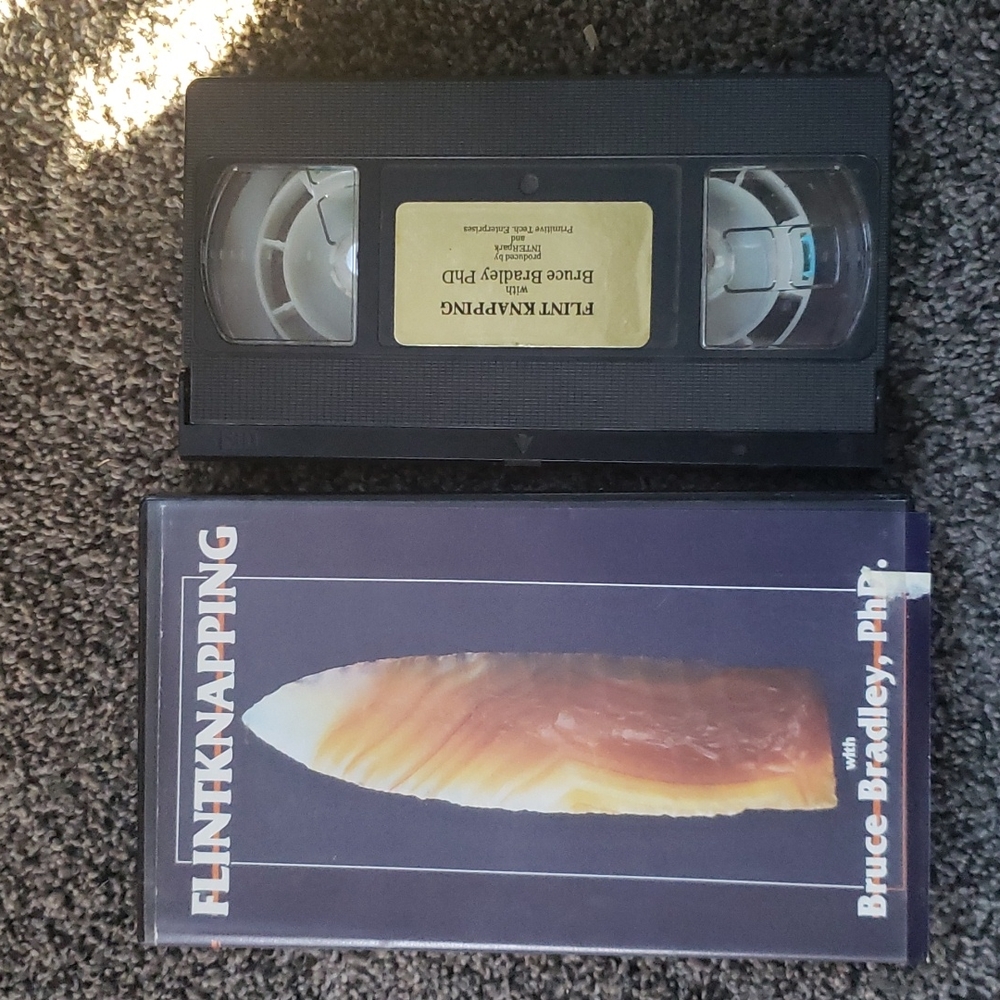 FLINT KNAPPING
with
Bruce Bradley PhD
produced by
INTERpark
and
Primitive Tech. Enterprises
FLINTKNAPPING
with
Bruce Bradley, PhD.